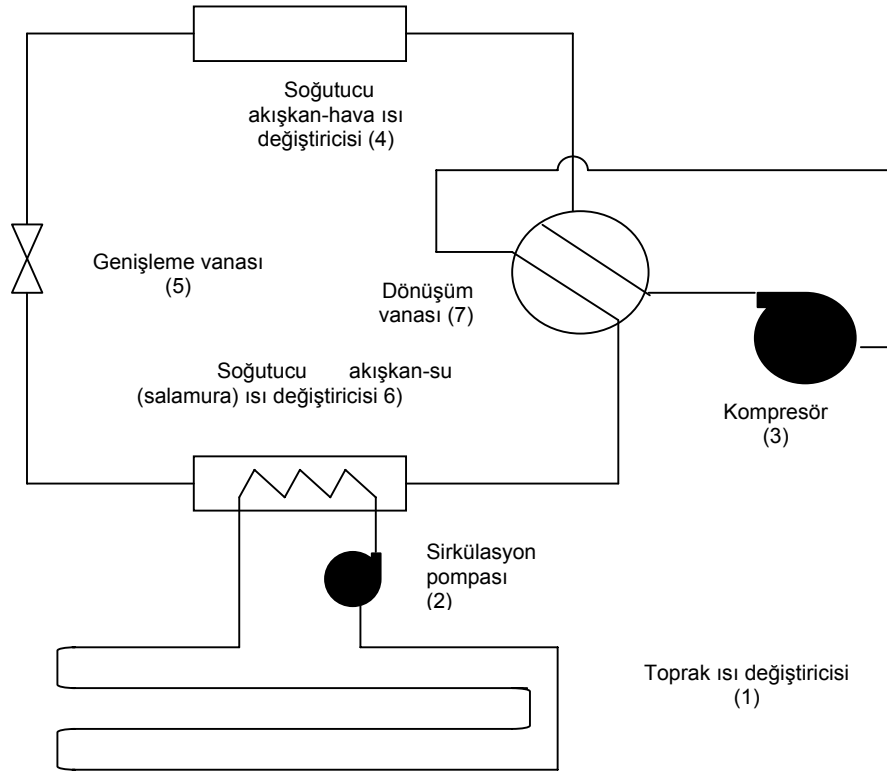 Soğutucu
akışkan-hava ısı
değiştiricisi (4)
Genişleme vanası
(5)
Dönüşüm
vanası (7)
Soğutucu akışkan-su
(salamura) ısı değiştiricisi 6)
Kompresör
(3)
Sirkülasyon
pompası
(2)
Toprak ısı değiştiricisi
(1)